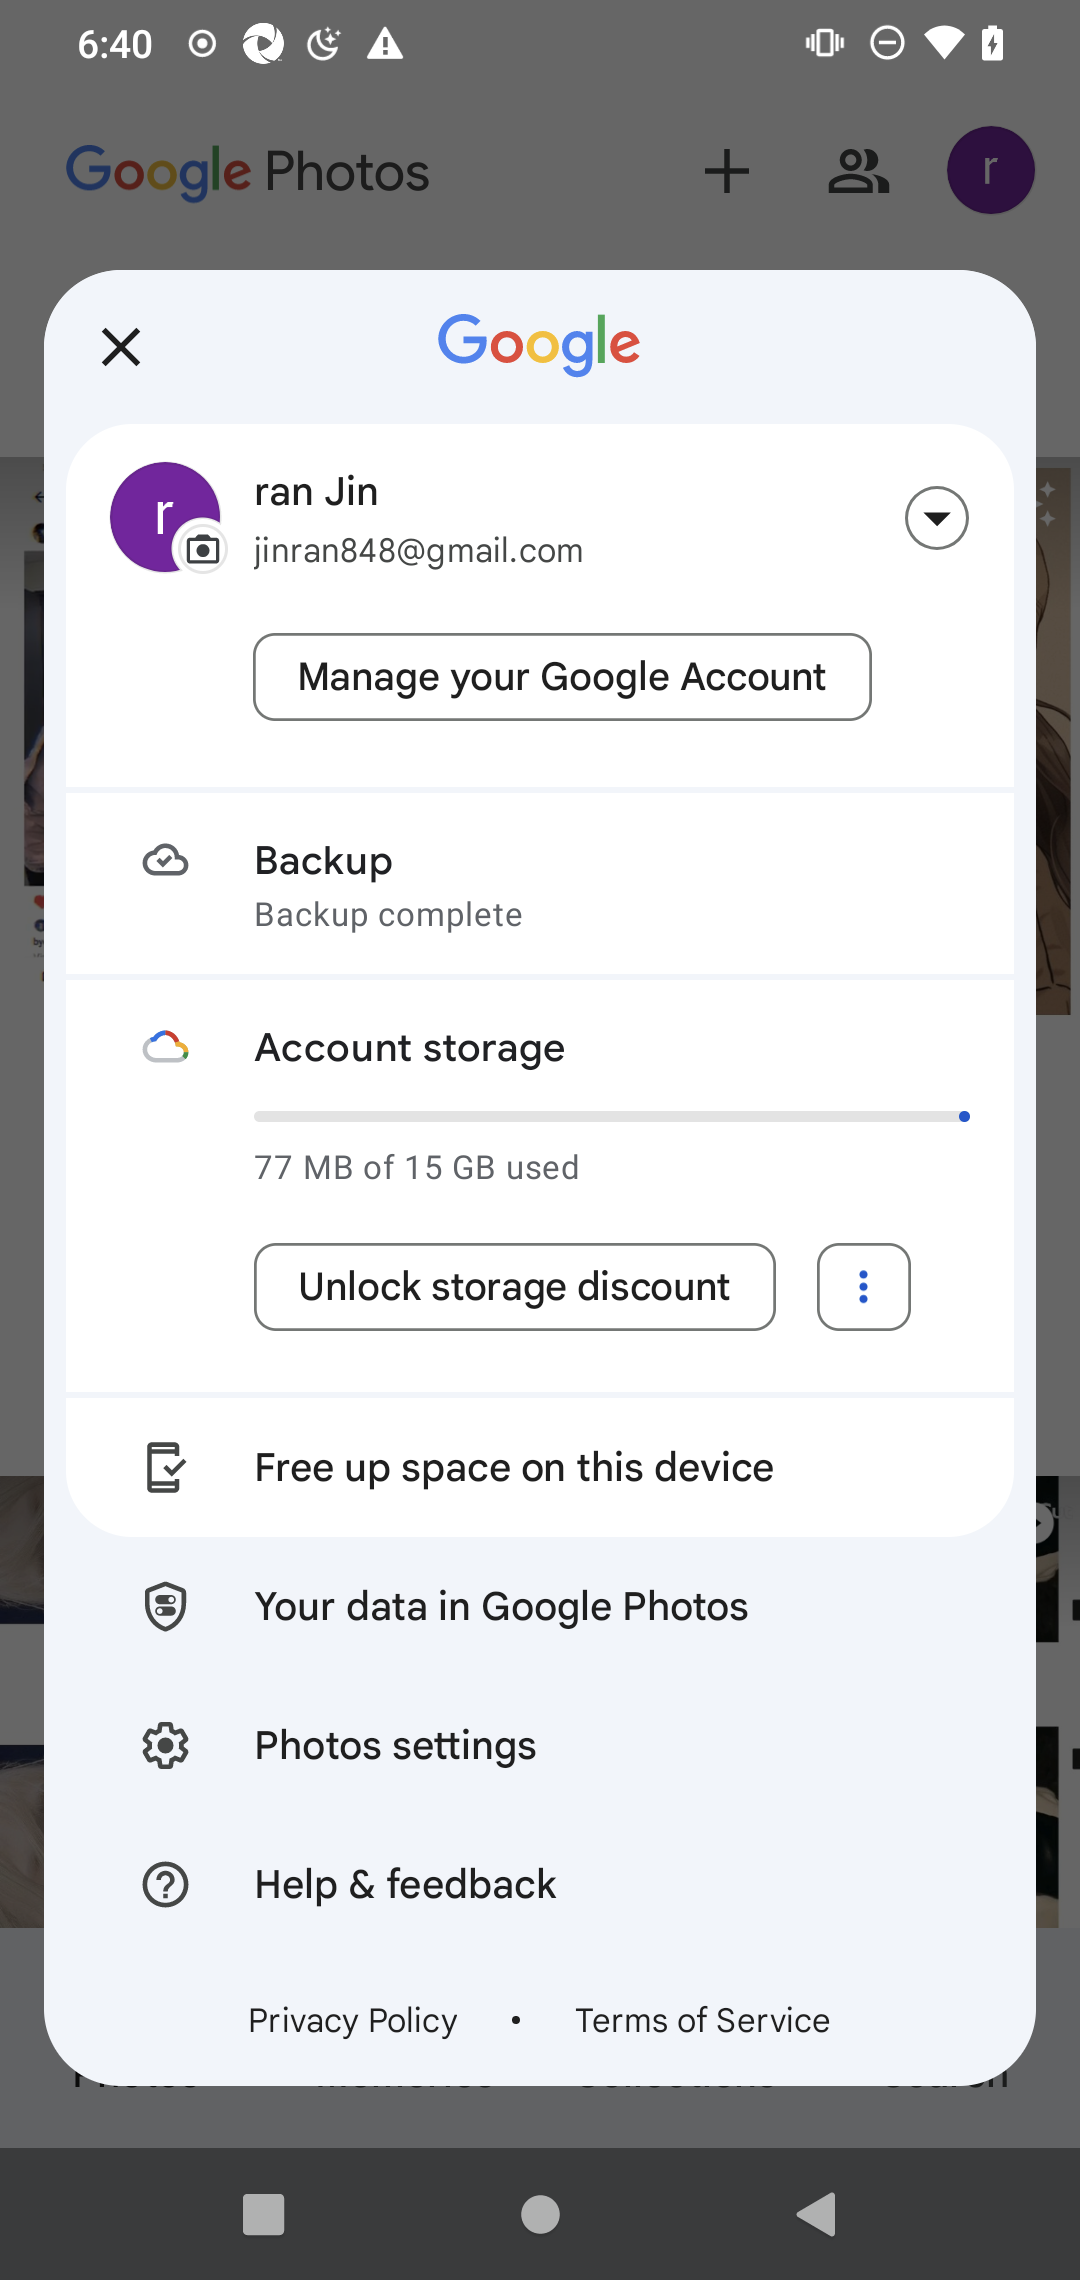 6:40
Google Photos
r
Google
r
ran Jin
jinran848@gmail.com
Manage your Google Account
Backup
Backup complete
Account storage
77 MB of 15 GB used
Unlock storage discount
Free up space on this device
Your data in Google Photos
Photos settings
Help & feedback
Privacy Policy • Terms of Service